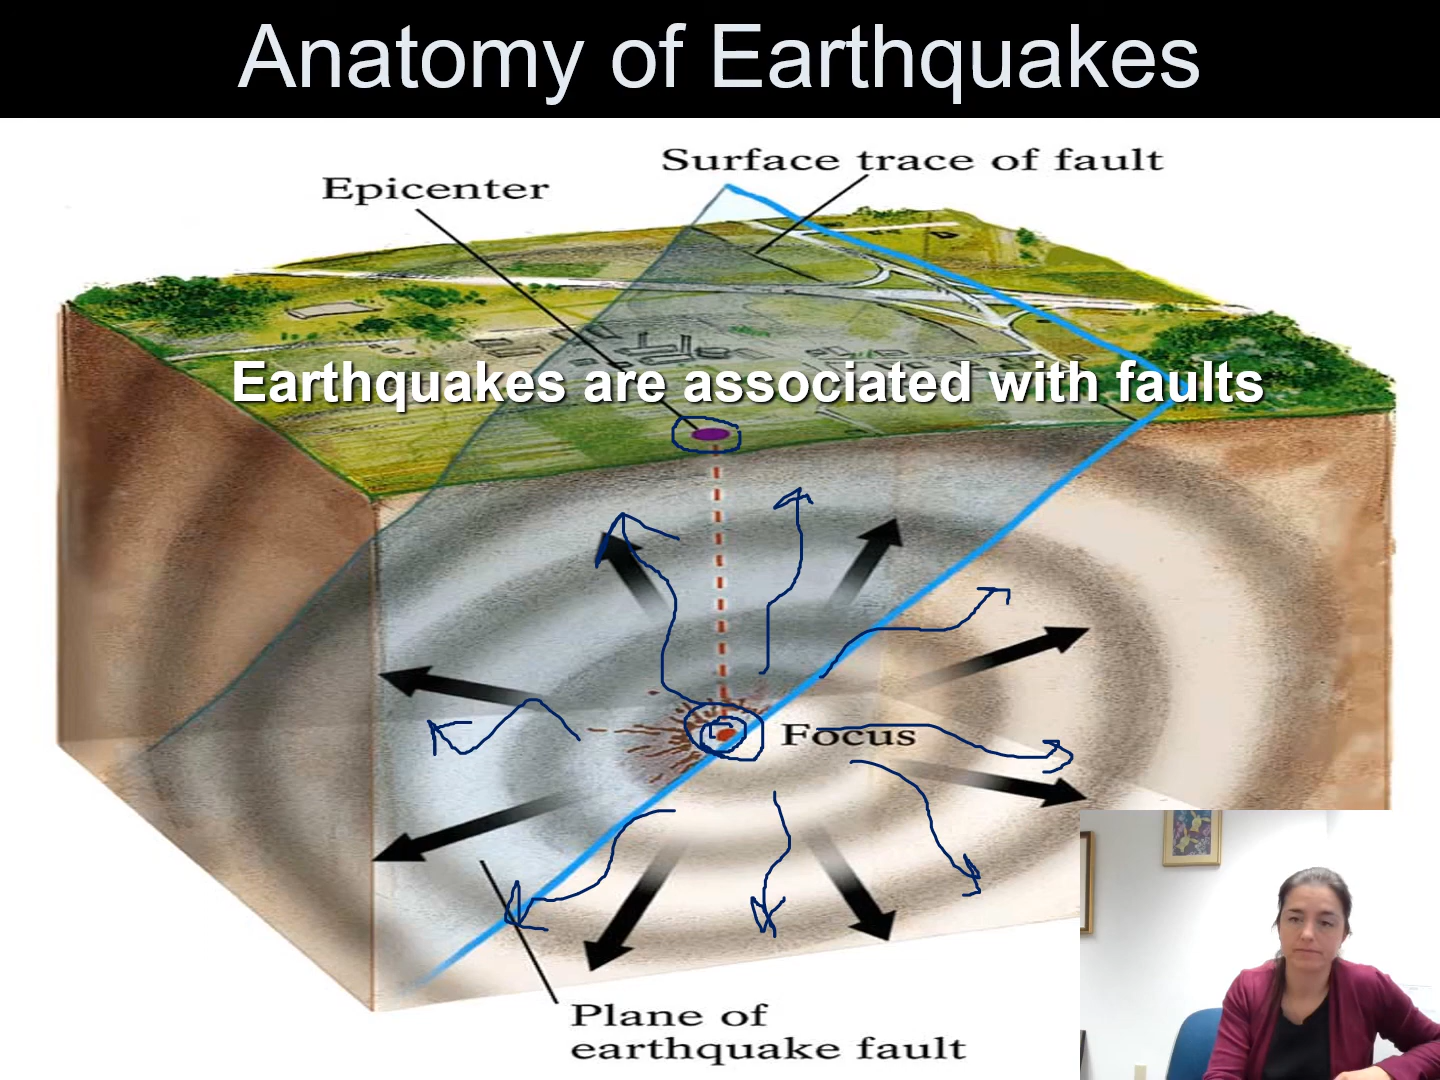 Anatomy of Earthquakes
Surface trace of fault
Epicenter
Earthquakes are associated with faults
Focus
Plane of
earthquake fault